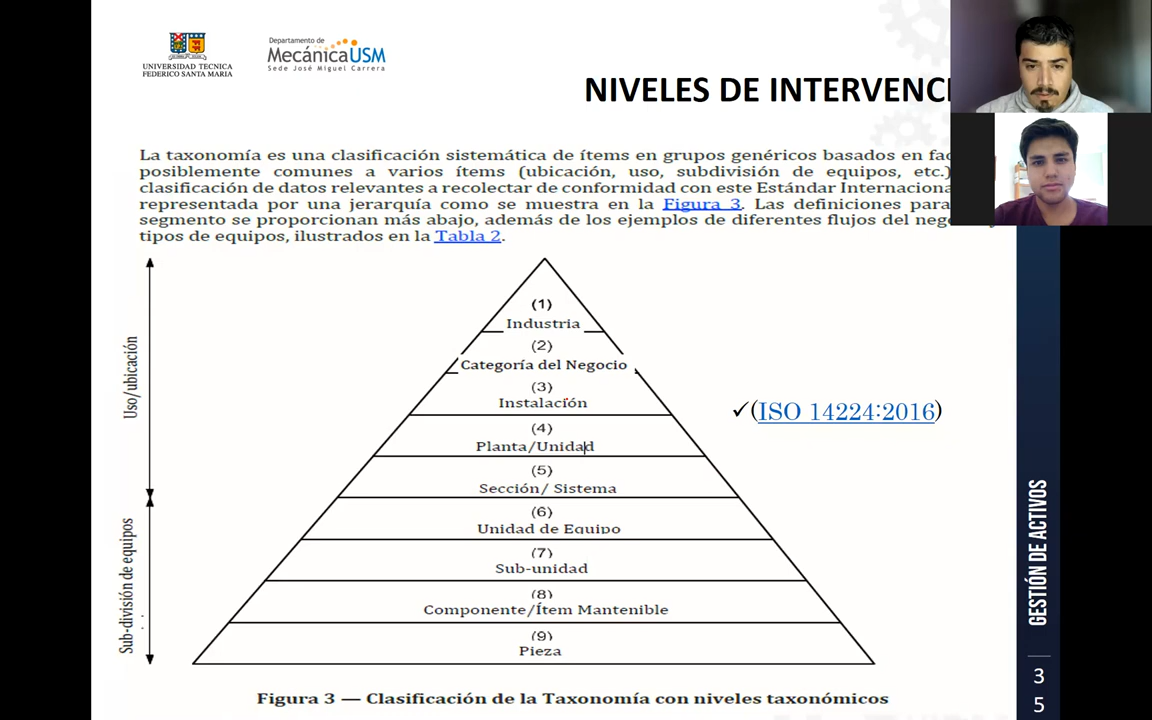 UNIVERSIDAD TECNICA
FEDERICO SANTA MARIA
Departamento de
MecánicaUSM
Sede José Miguel Carrera
NIVELES DE INTERVENC
La taxonomía es una clasificación sistemática de ítems en grupos genéricos basados en fac
posiblemente comunes a varios ítems (ubicación, uso, subdivisión de equipos, etc.)
clasificación de datos relevantes a recolectar de conformidad con este Estándar Internaciona
representada por una jerarquía como se muestra en la Figura 3. Las definiciones para
segmento se proporcionan más abajo, además de los ejemplos de diferentes flujos del neg
tipos de equipos, ilustrados en la Tabla 2.
Uso/ubicación
Sub-división de equipos
(1)
Industria
(2)
Categoría del Negocio
(3)
Instalación
(4)
Planta/Unidad
(5)
Sección/ Sistema
(6)
Unidad de Equipo
(7)
Sub-unidad
(8)
Componente/Ítem Mantenible
(9)
Pieza
✓(ISO 14224:2016)
Figura 3 — Clasificación de la Taxonomía con niveles taxonómicos
GESTIÓN DE ACTIVOS
3
5